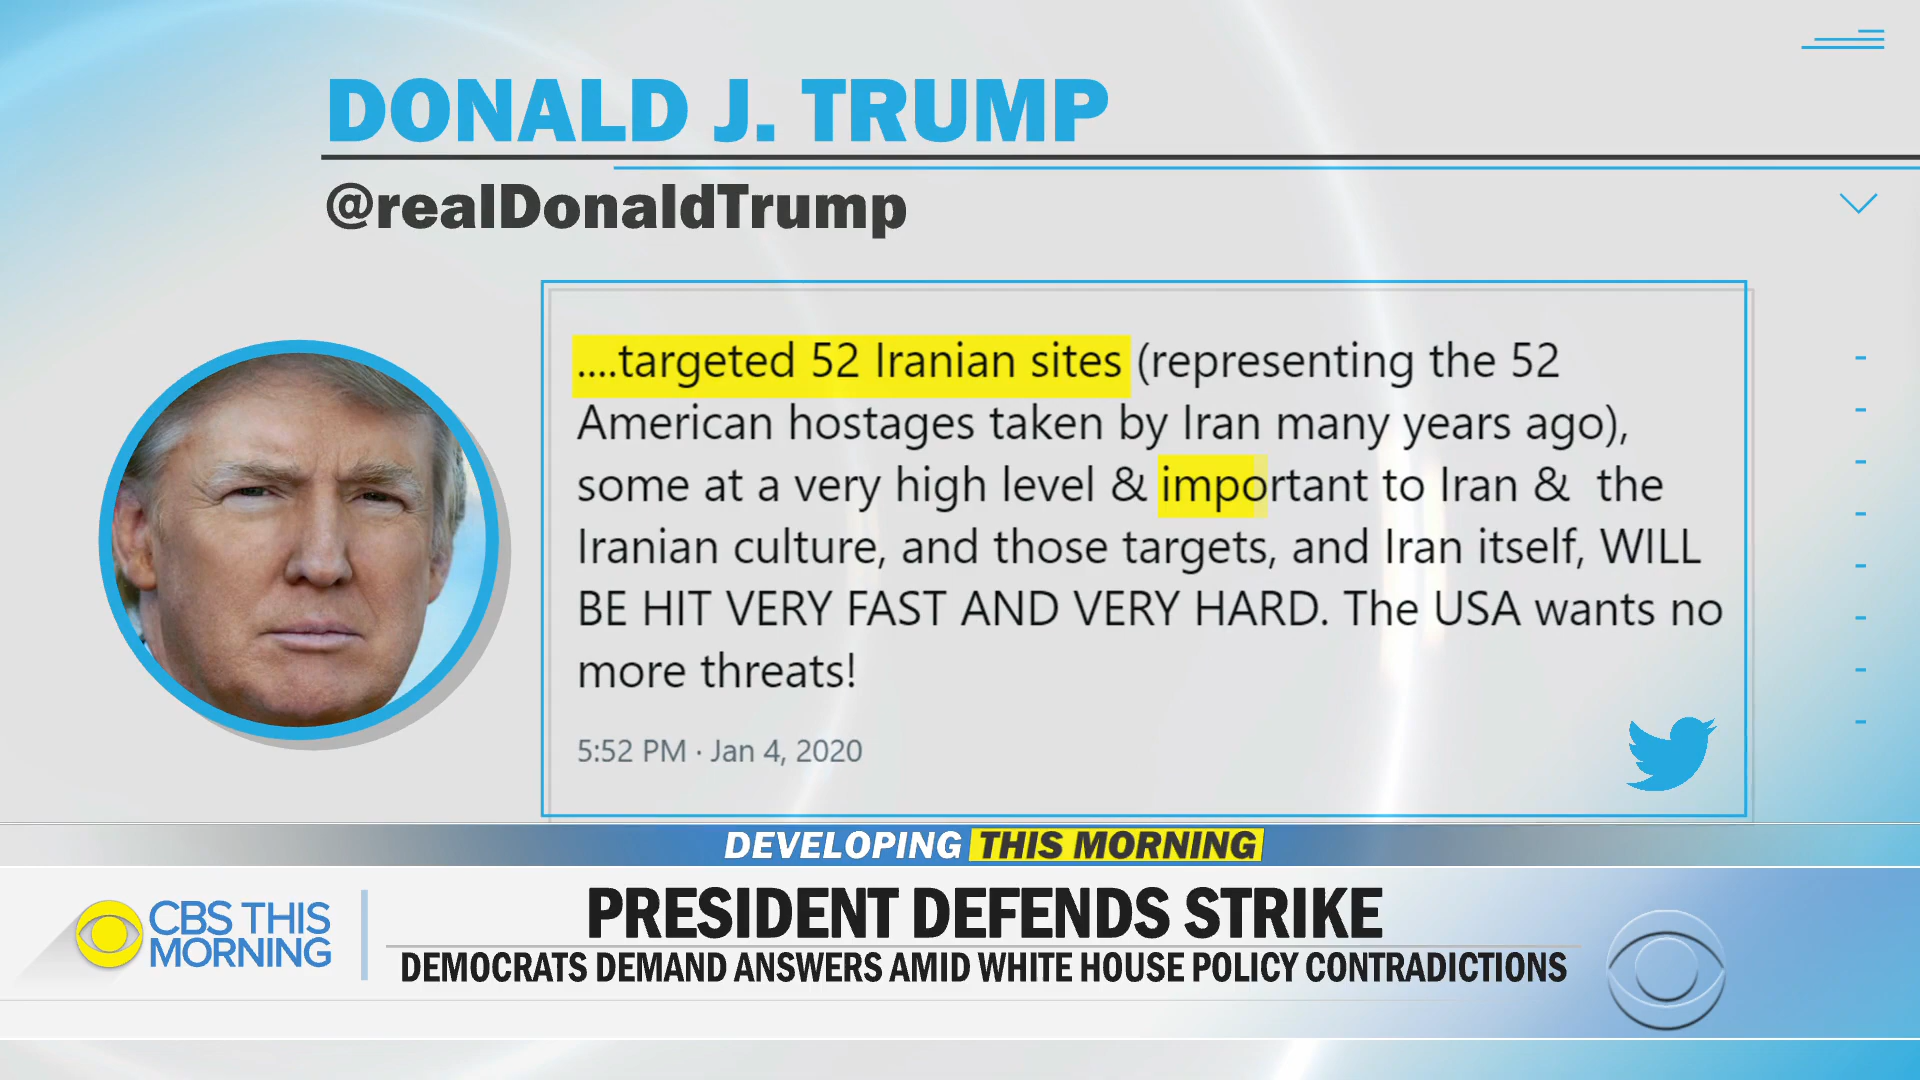 DONALD J. TRUMP
@realDonaldTrump
....targeted 52 Iranian sites (representing the 52
American hostages taken by Iran many years ago),
some at a very high level & important to Iran & the
Iranian culture, and those targets, and Iran itself, WILL
BE HIT VERY FAST AND VERY HARD. The USA wants no
more threats!
5:52 PM · Jan 4, 2020
DEVELOPING THIS MORNING
CBS THIS
MORNING
PRESIDENT DEFENDS STRIKE
DEMOCRATS DEMAND ANSWERS AMID WHITE HOUSE POLICY CONTRADICTIONS